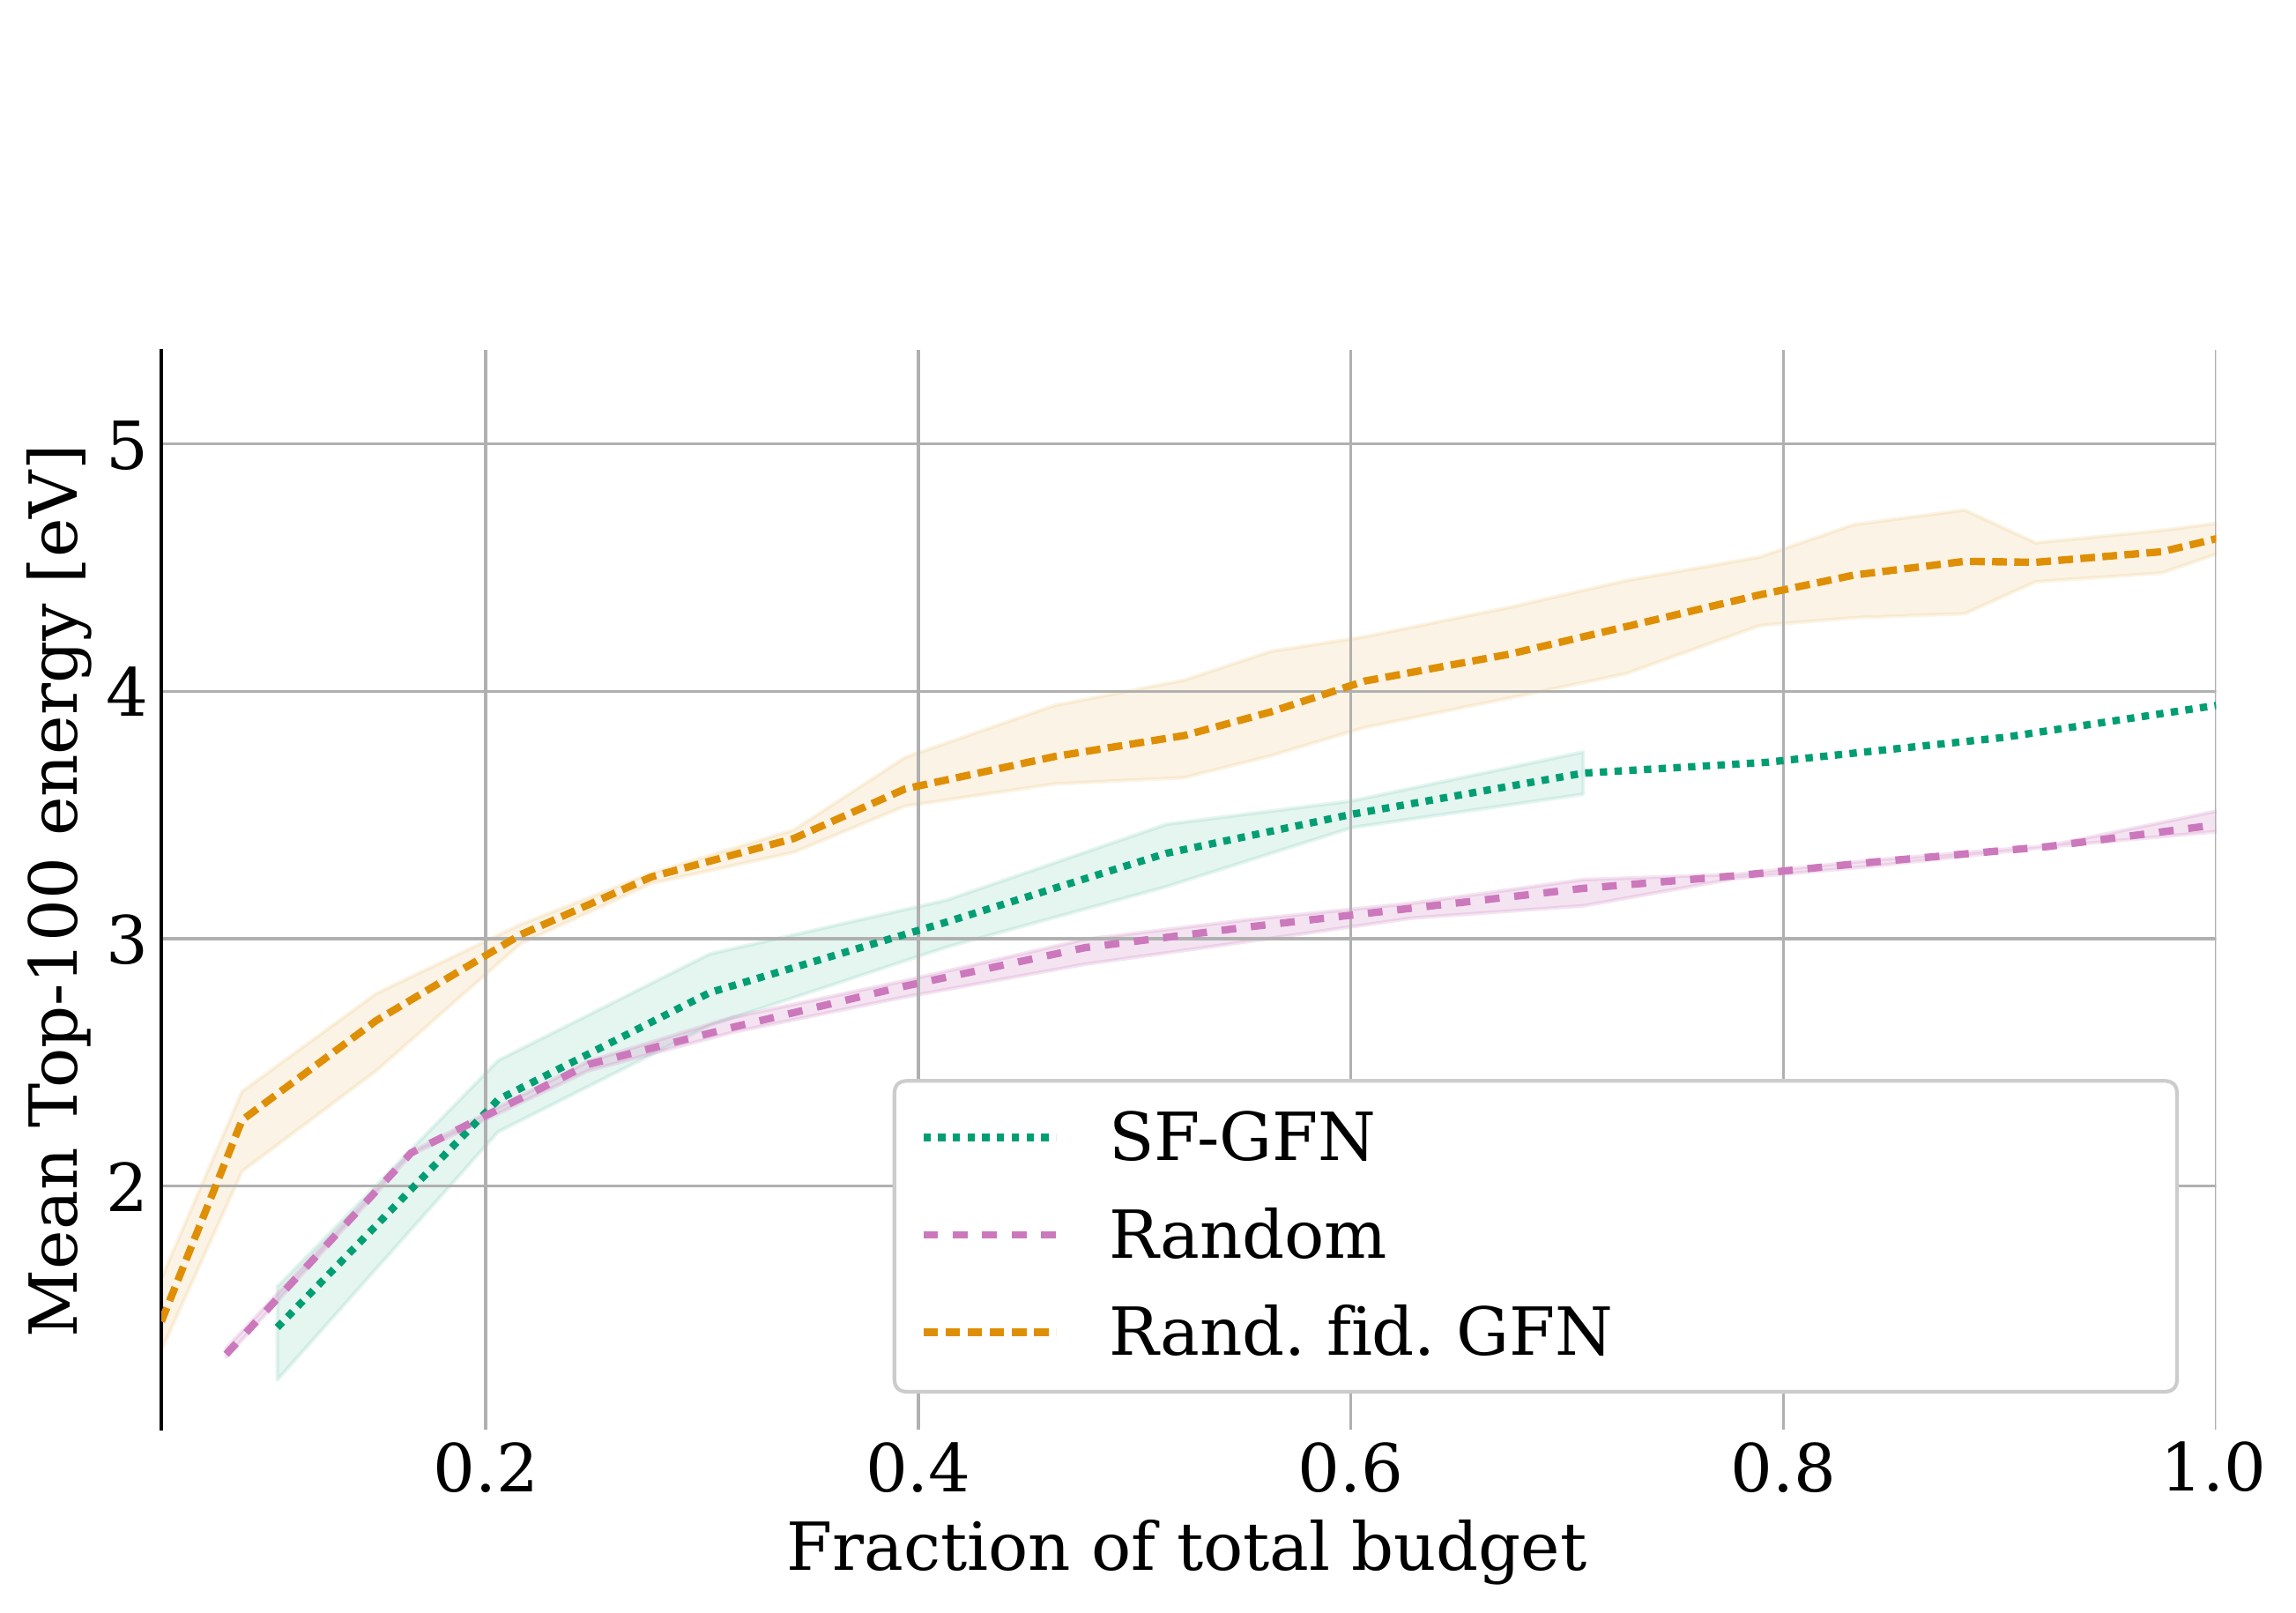 Mean Top-100 energy [eV]
5
4
3
2
SF-GFN
Random
Rand. fid. GFN
0.2 0.4 0.6 0.8 1.0
Fraction of total budget